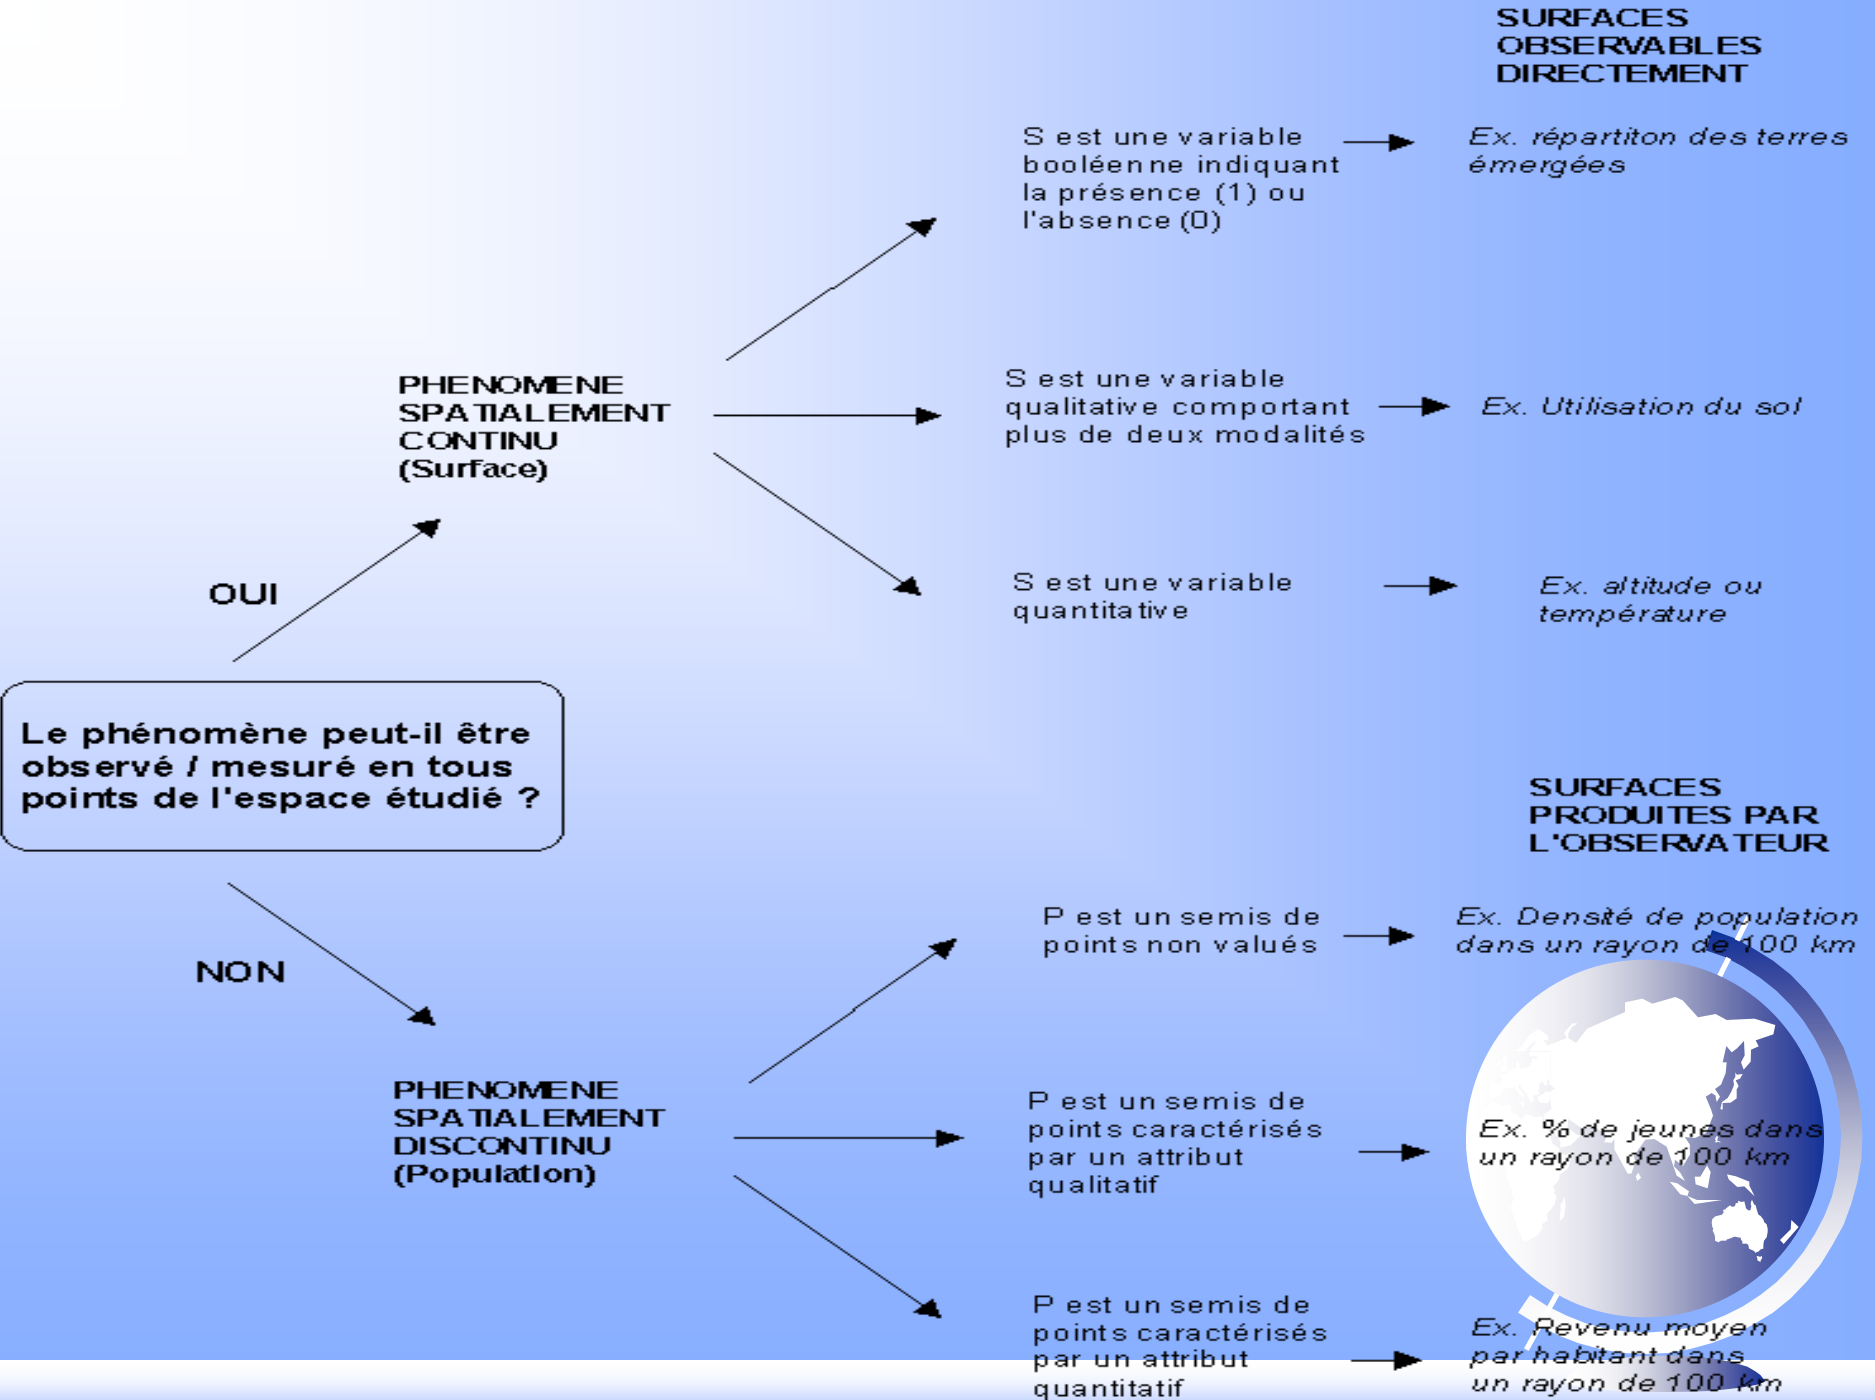 SURFACES
OBSERVABLES
DIRECTEMENT
S est une variable
booléenne indiquant
la présence (1) ou
l'absence (0)
Ex. répartiton des terres
émergées
PHENOMENE
SPATIALEMENT
CONTINU
(Surface)
S est une variable
qualitative comportant
plus de deux modalités
Ex. Utilisation du sol
S est une variable
quantitative
Ex. altitude ou
température
OUI
Le phénomène peut-il être
observé / mesuré en tous
points de l'espace étudié ?
NON
SURFACES
PRODUITES PAR
L'OBSERVATEUR
P est un semis de
points non valués
Ex. Densité de population
dans un rayon de 100 km
PHENOMENE
SPATIALEMENT
DISCONTINU
(Population)
P est un semis de
points caractérisés
par un attribut
qualitatif
Ex. % de jeunes dans
un rayon de 100 km
P est un semis de
points caractérisés
par un attribut
quantitatif
Ex. Revenu moyen
par habitant dans
un rayon de 100 km